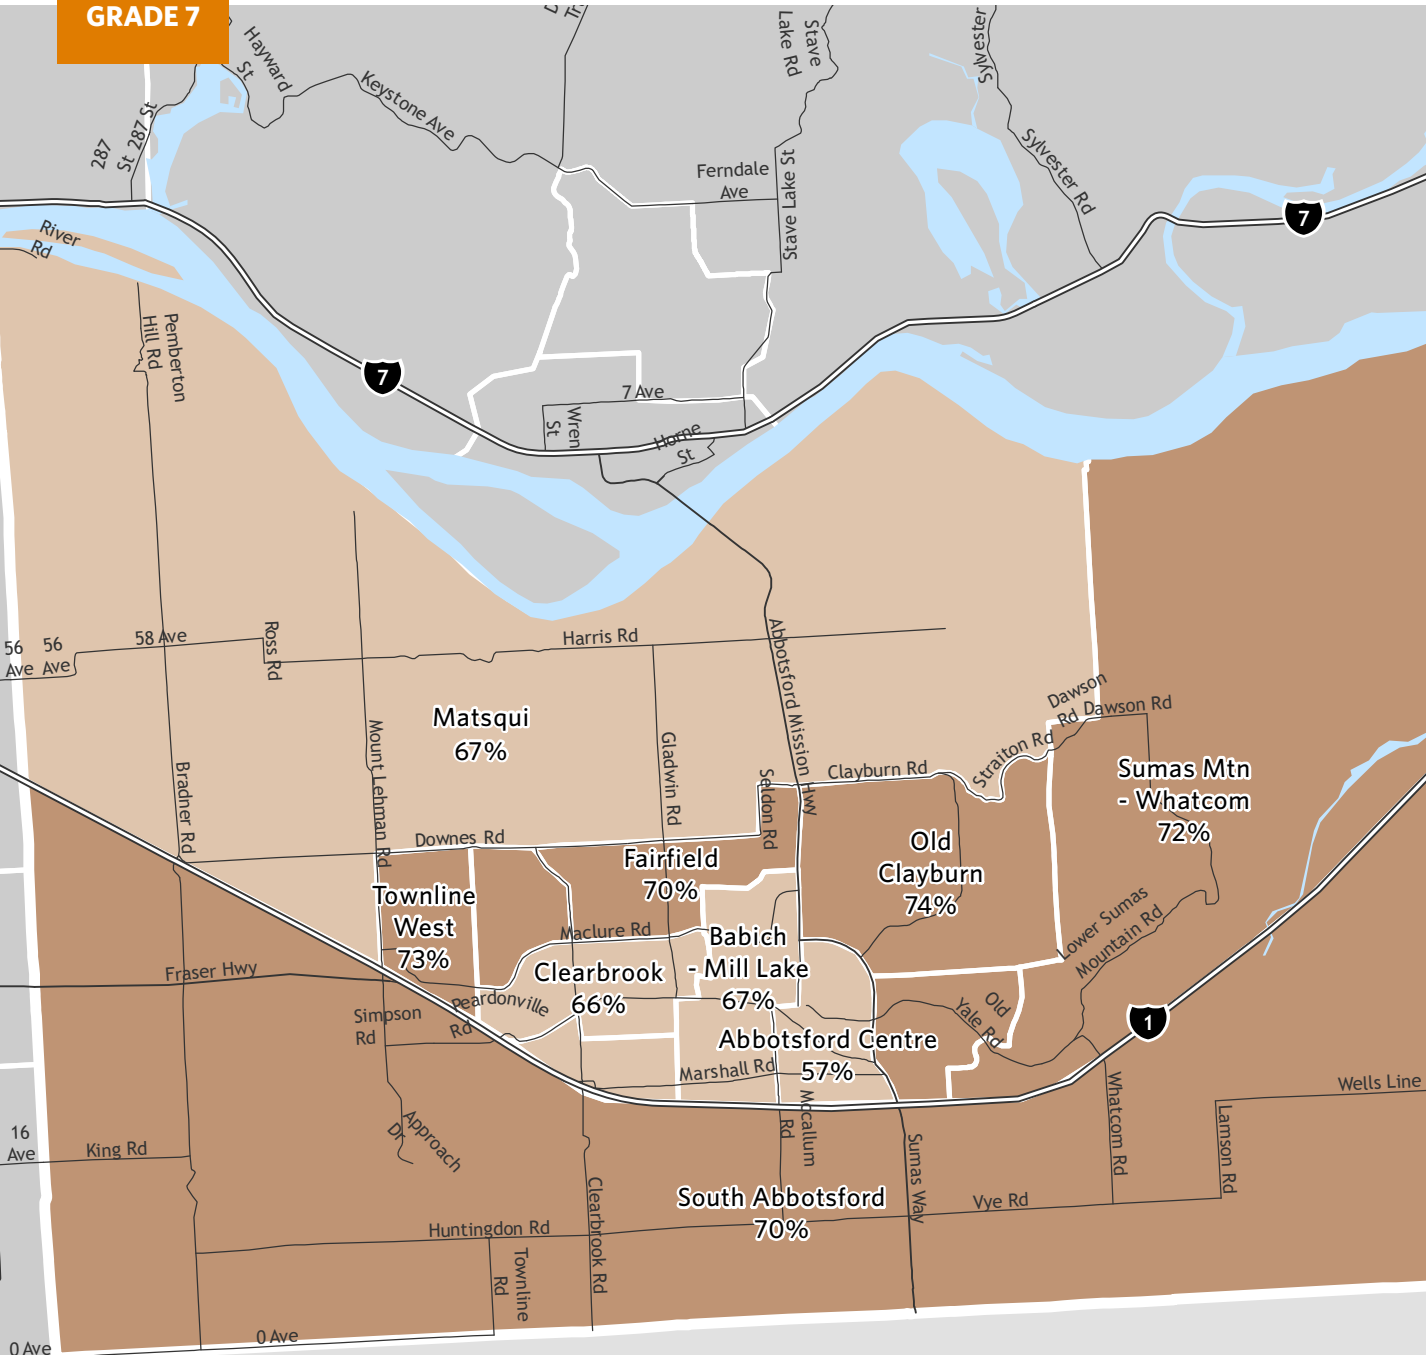 GRADE 7
Hayward
St
Keystone Ave
Stave
Lake Rd
Sylvester
287
St
287 St
Ferndale
Ave
Stave Lake St
Sylvester Rd
7
River
Rd
Pemberton
Hill Rd
7
7 Ave
Wren
St
Horne
St
56
Ave
56
Ave
58 Ave
Ross Rd
Harris Rd
Abbotsford Mission Hwy
Matsqui
67%
Mount Lehman Rd
Gladwin Rd
Bradner Rd
Seldon Rd
Clayburn Rd
Straiton Rd
Dawson
Rd
Dawson Rd
Sumas Mtn
- Whatcom
72%
Downes Rd
Fairfield
70%
Old
Clayburn
74%
Townline
West
73%
Maclure Rd
Babich
- Mill Lake
67%
Lower Sumas
Mountain Rd
Fraser Hwy
Clearbrook
66%
Peardonville
Rd
Simpson
Rd
Old
Yale Rd
1
Abbotsford Centre
57%
Marshall Rd
Mccallum
Rd
Whatcom Rd
Wells Line
Lamson Rd
16
Ave
King Rd
Approach
Dr
Sumas Way
South Abbotsford
70%
Vye Rd
Clearbrook Rd
Huntingdon Rd
Townline
Rd
0 Ave
0 Ave